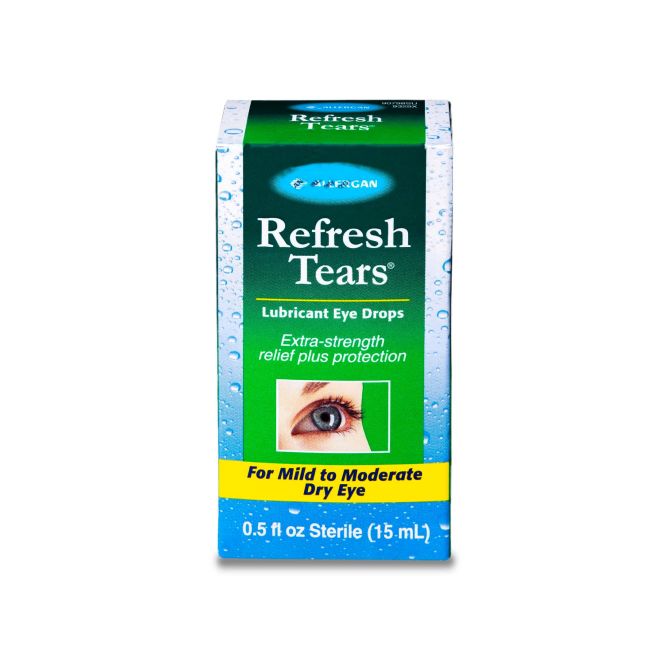 ALLERGAN
Refresh
Tears®
ALLERGAN
Refresh
Tears®
Lubricant Eye Drops
Extra-strength
relief plus protection
For Mild to Moderate
Dry Eye
0.5 fl oz Sterile (15 mL)